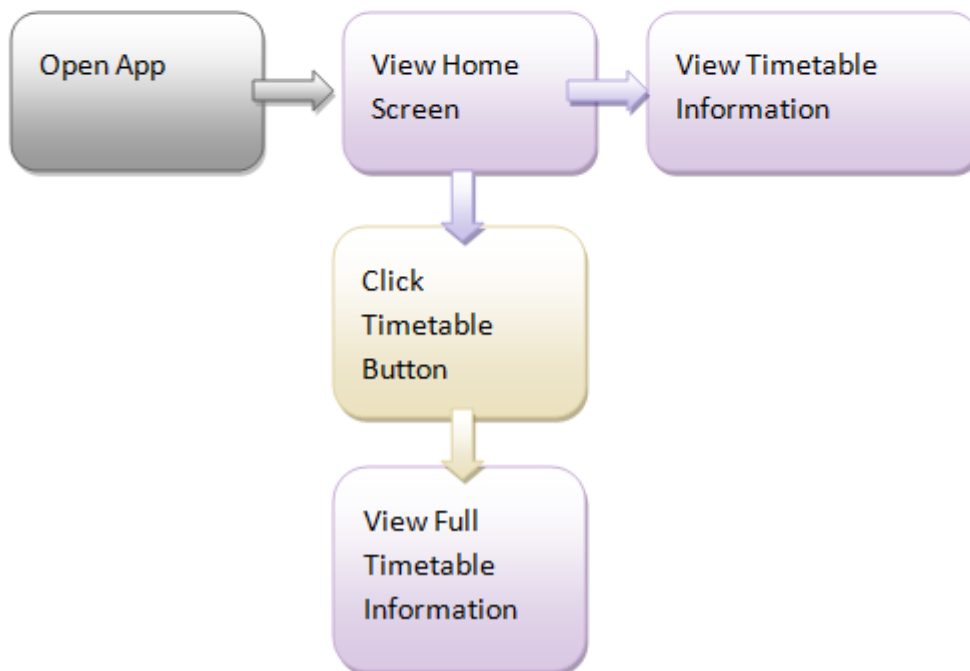 Open App
View Home
Screen
View Timetable
Information
Click
Timetable
Button
View Full
Timetable
Information